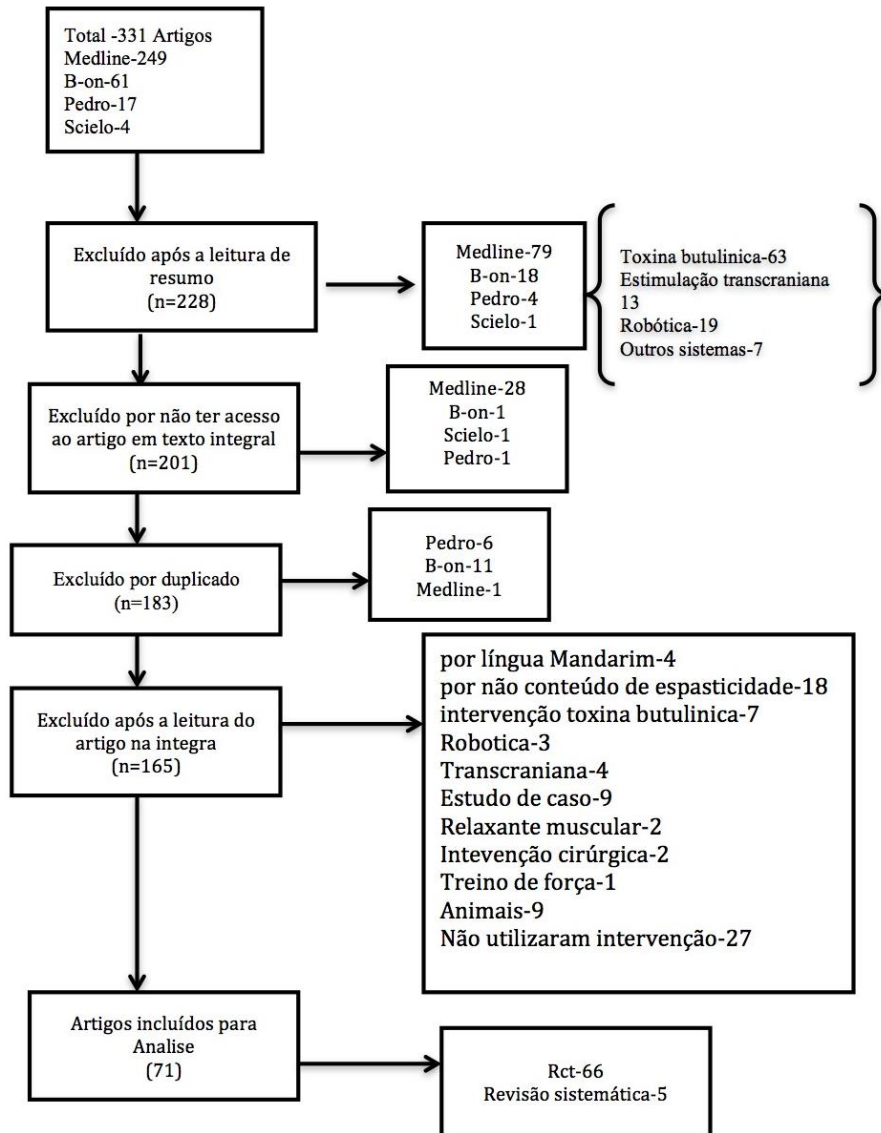 Total -331 Artigos
Medline-249
B-on-61
Pedro-17
Scielo-4
Excluído após a leitura de
resumo
(n=228)
Medline-79
B-on-18
Pedro-4
Scielo-1
Toxina butulinica-63
Estimulação transcraniana
13
Robótica-19
Outros sistemas-7
Excluído por não ter acesso
ao artigo em texto integral
(n=201)
Medline-28
B-on-1
Scielo-1
Pedro-1
Excluído por duplicado
(n=183)
Pedro-6
B-on-11
Medline-1
Excluído após a leitura do
artigo na integra
(n=165)
por língua Mandarim-4
por não conteúdo de espasticidade-18
intervenção toxina butulinica-7
Robotica-3
Transcraniana-4
Estudo de caso-9
Relaxante muscular-2
Intevenção cirúrgica-2
Treino de força-1
Animais-9
Não utilizaram intervenção-27
Artigos incluídos para
Analise
(71)
Rct-66
Revisão sistemática-5